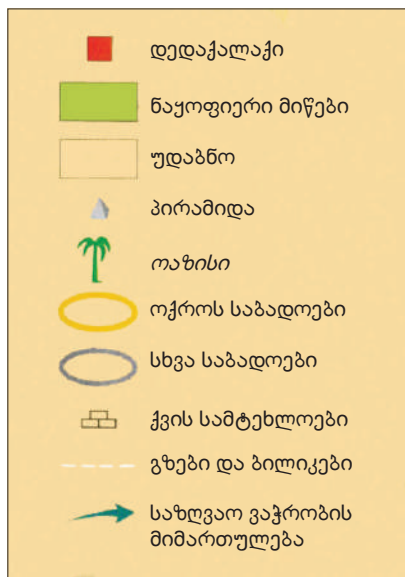 დედაქალაქი
ნაყოფიერი მიწები
უდაბნო
პირამიდა
ოაზისი
ოქროს საბადოები
სხვა საბადოები
ქვის სამტეხლოები
გზები და ბილიკები
საზღვაო ვაჭრობის
მიმართულება